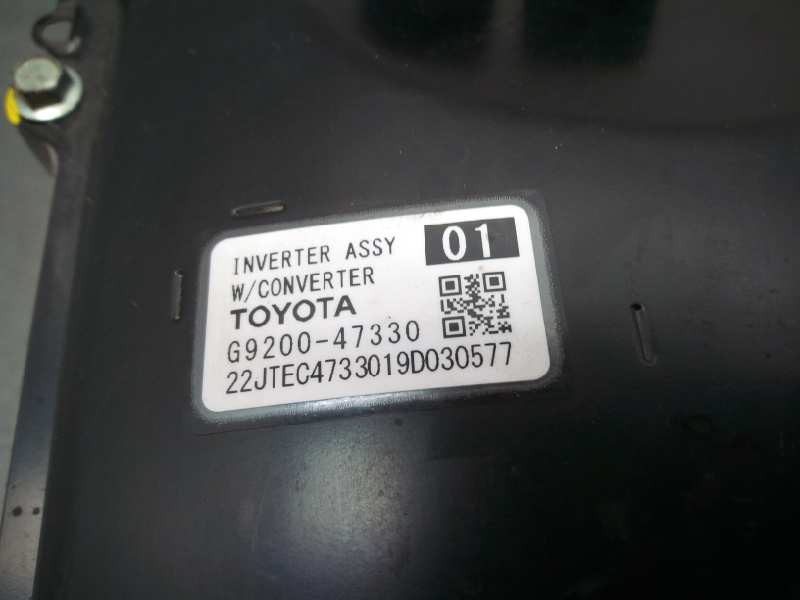 INVERTER ASSY 01
W/CONVERTER
TOYOTA
G9200-47330
22JTEC4733019D030577